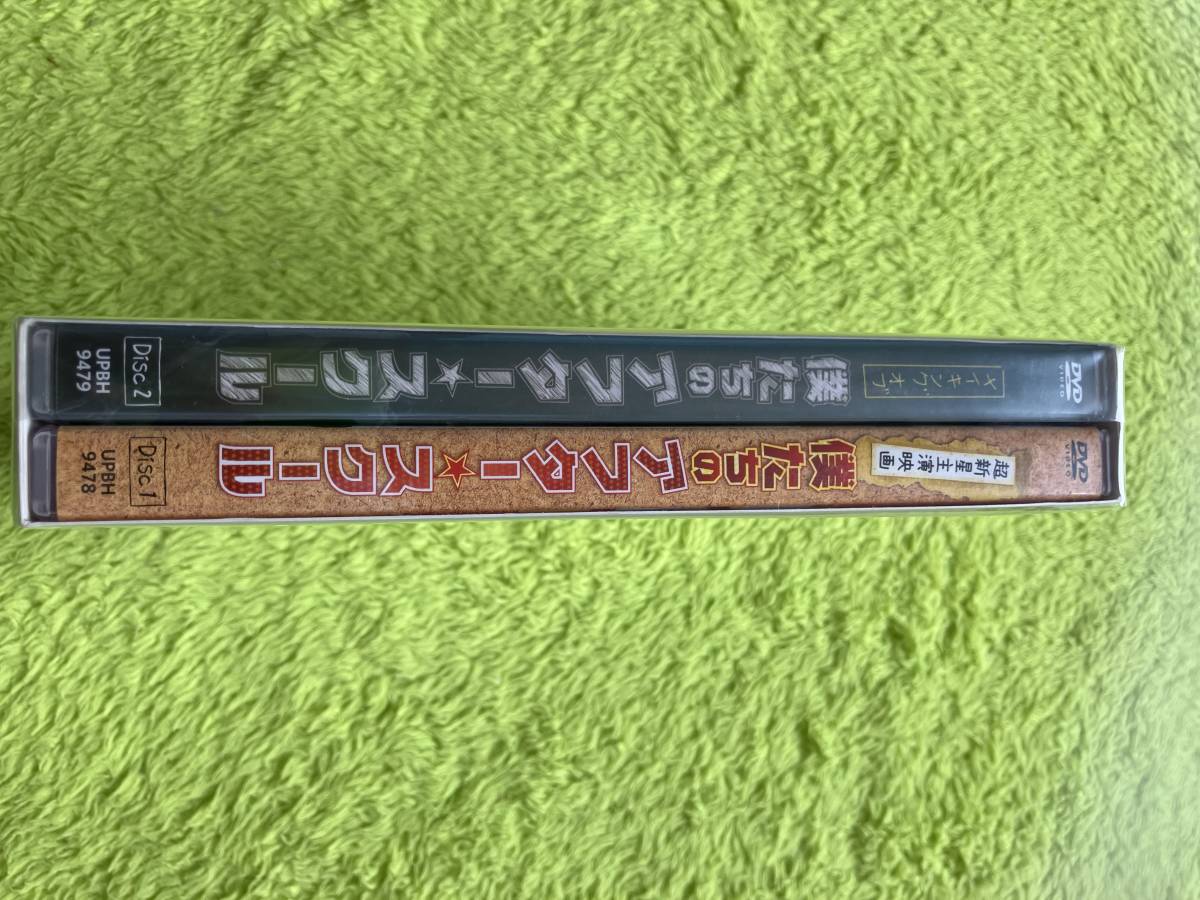 DVD
VIDEO
メイキングオブ
僕たちのアフター☆スクール
Disc.2
UPBH
9479
DVD
VIDEO
超新星主演映画
僕たちのアフター☆スクール
Disc.1
UPBH
9478